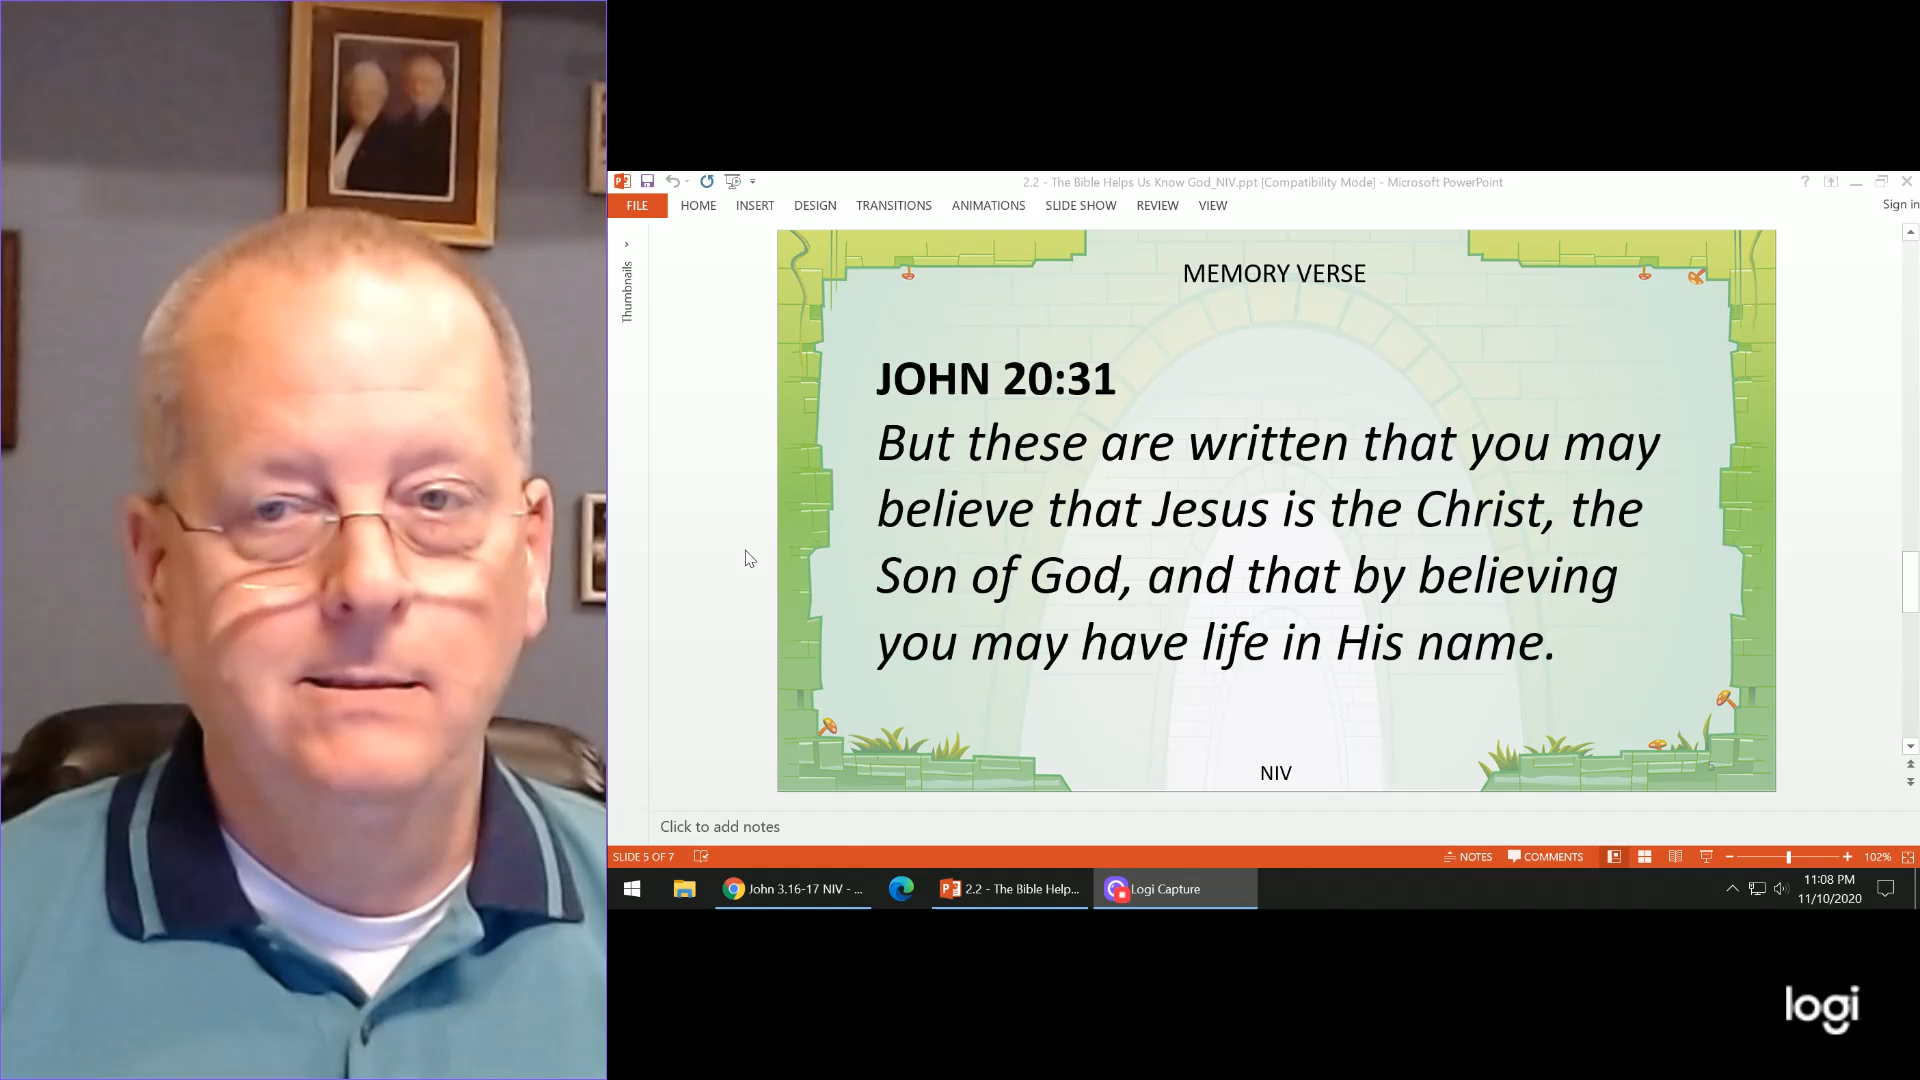 2.2 - The Bible Helps Us Know God_NIV.ppt [Compatibility Mode] - Microsoft PowerPoint
?
FILE HOME INSERT DESIGN TRANSITIONS ANIMATIONS SLIDE SHOW REVIEW VIEW
Sign in
Thumbnails
MEMORY VERSE
JOHN 20:31
But these are written that you may
believe that Jesus is the Christ, the
Son of God, and that by believing
you may have life in His name.
NIV
5
Click to add notes
SLIDE 5 OF 7 NOTES COMMENTS 102%
John 3.16-17 NIV - ... 2.2 - The Bible Help... Logi Capture
11:08 PM
11/10/2020
logi